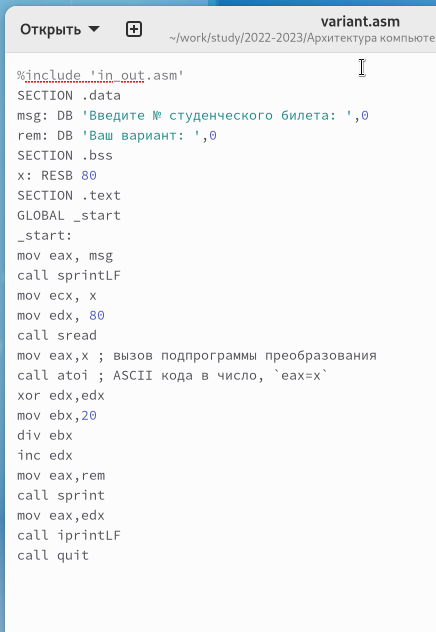 Открыть
variant.asm
~/work/study/2022-2023/Архитектура компьюте
%include 'in_out.asm'
SECTION .data
msg: DB 'Введите № студенческого билета: ',0
rem: DB 'Ваш вариант: ',0
SECTION .bss
x: RESB 80
SECTION .text
GLOBAL _start
_start:
mov eax, msg
call sprintLF
mov ecx, x
mov edx, 80
call sread
mov eax,x ; вызов подпрограммы преобразования
call atoi ; ASCII кода в число, `eax=x`
xor edx,edx
mov ebx,20
div ebx
inc edx
mov eax,rem
call sprint
mov eax,edx
call iprintLF
call quit